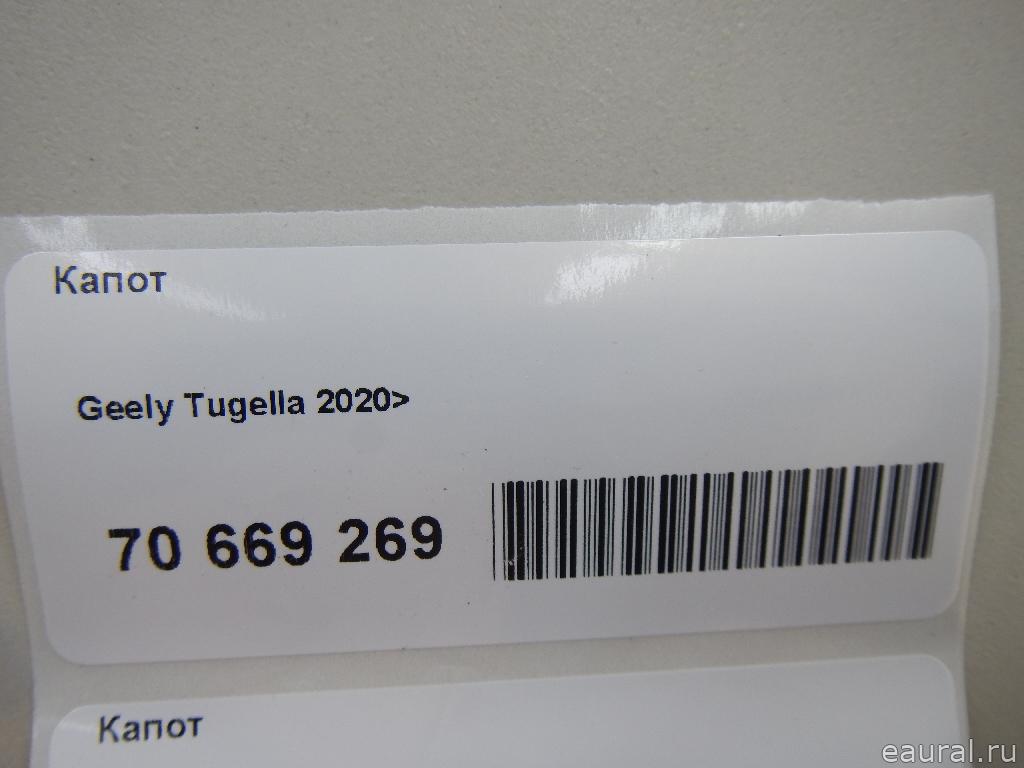 Капот
Geely Tugella 2020>
70 669 269
Капот
eaural.ru